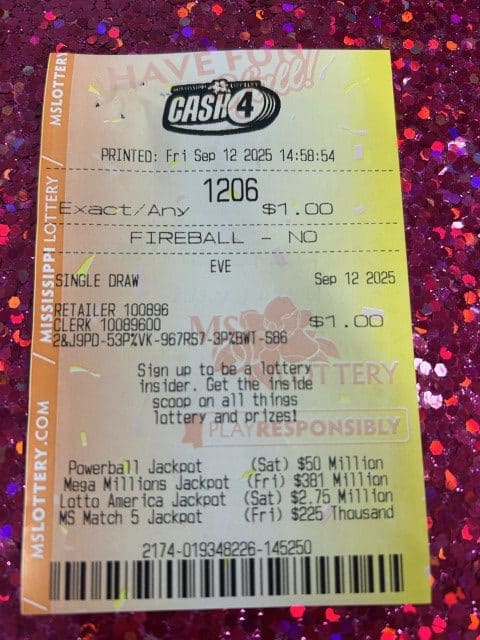 HAVE FUN
CASH 4
PRINTED: Fri Sep 12 2025 14:58:54
1206
Exact/Any $1.00
FIREBALL - NO
EVE
SINGLE DRAW Sep 12 2025
RETAILER 100896
CLERK 10089600 $1.00
2&J9PD-53P%VK-967RS7-3P%BWT-586
Sign up to be a lottery
insider. Get the inside
scoop on all things
lottery and prizes!
PLAY RESPONSIBLY
Powerball Jackpot (Sat) $50 Million
Mega Millions Jackpot (Fri) $381 Million
Lotto America Jackpot (Sat) $2.75 Million
MS Match 5 Jackpot (Fri) $225 Thousand
2174-019348226-145250
MSLOTTERY.COM / MISSISSIPPI LOTTERY / MSLOTTERY